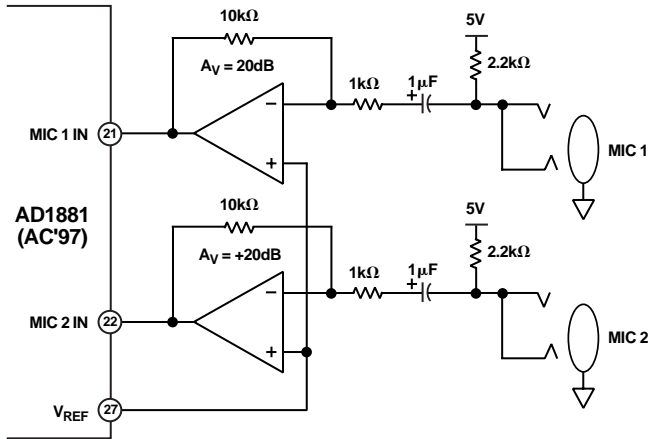 10kΩ
5V
2.2kΩ
AV = 20dB
1kΩ
1μF
+
−
MIC 1 IN
21
+
MIC 1
AD1881
(AC'97)
10kΩ
5V
2.2kΩ
AV = +20dB
1kΩ
1μF
+
−
MIC 2 IN
22
+
MIC 2
VREF
27